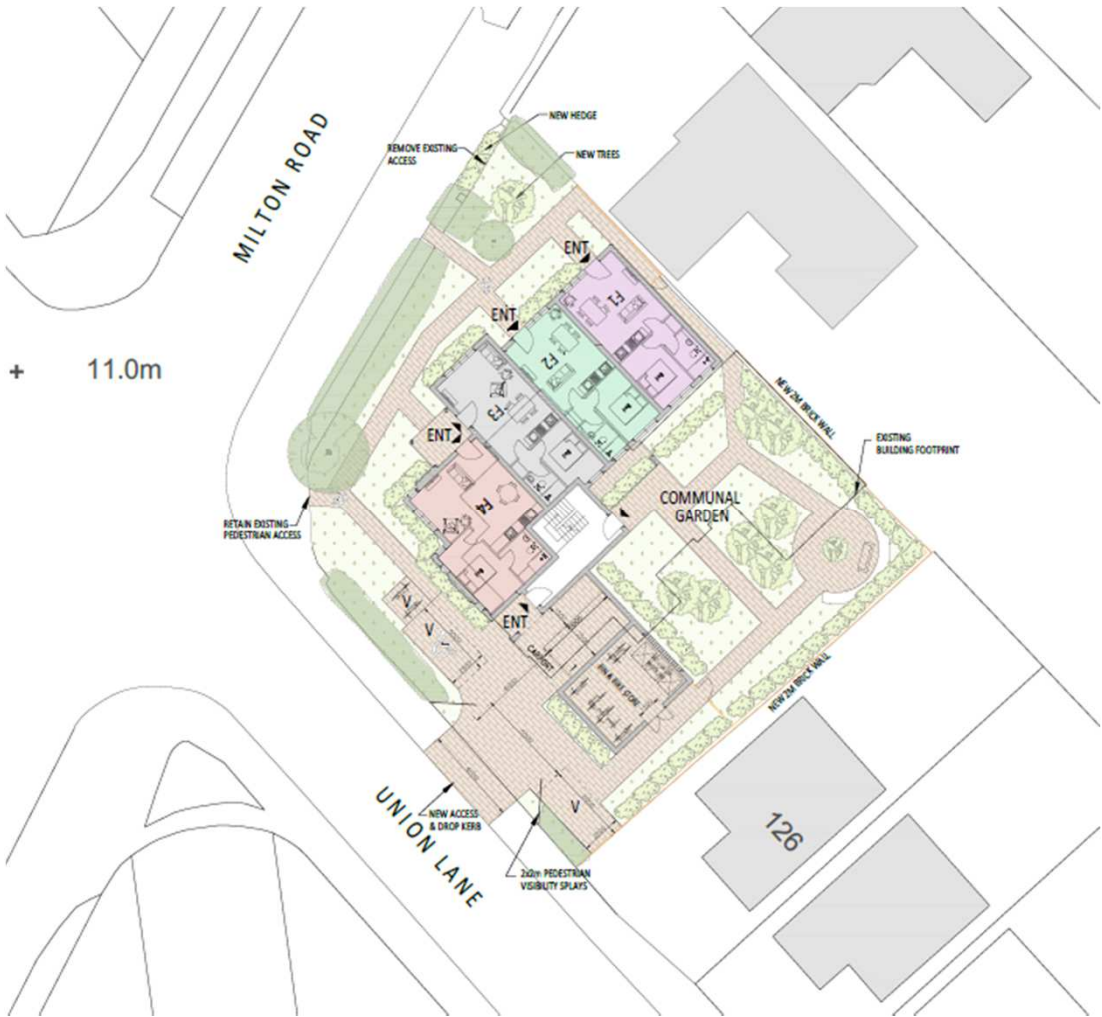 MILTON ROAD
NEW HEDGE
REMOVE EXISTING
ACCESS
NEW TREES
ENT
F1
ENT
F2
11.0m
F3
ENT
NEW 2M BRICK WALL
EXISTING
BUILDING FOOTPRINT
F4
COMMUNAL
GARDEN
RETAIN EXISTING
PEDESTRIAN ACCESS
V
V
ENT
CARPORT
BIN & BIKE STORE
NEW 2M BRICK WALL
UNION LANE
NEW ACCESS
& DROP KERB
V
126
2x2m PEDESTRIAN
VISIBILITY SPLAYS